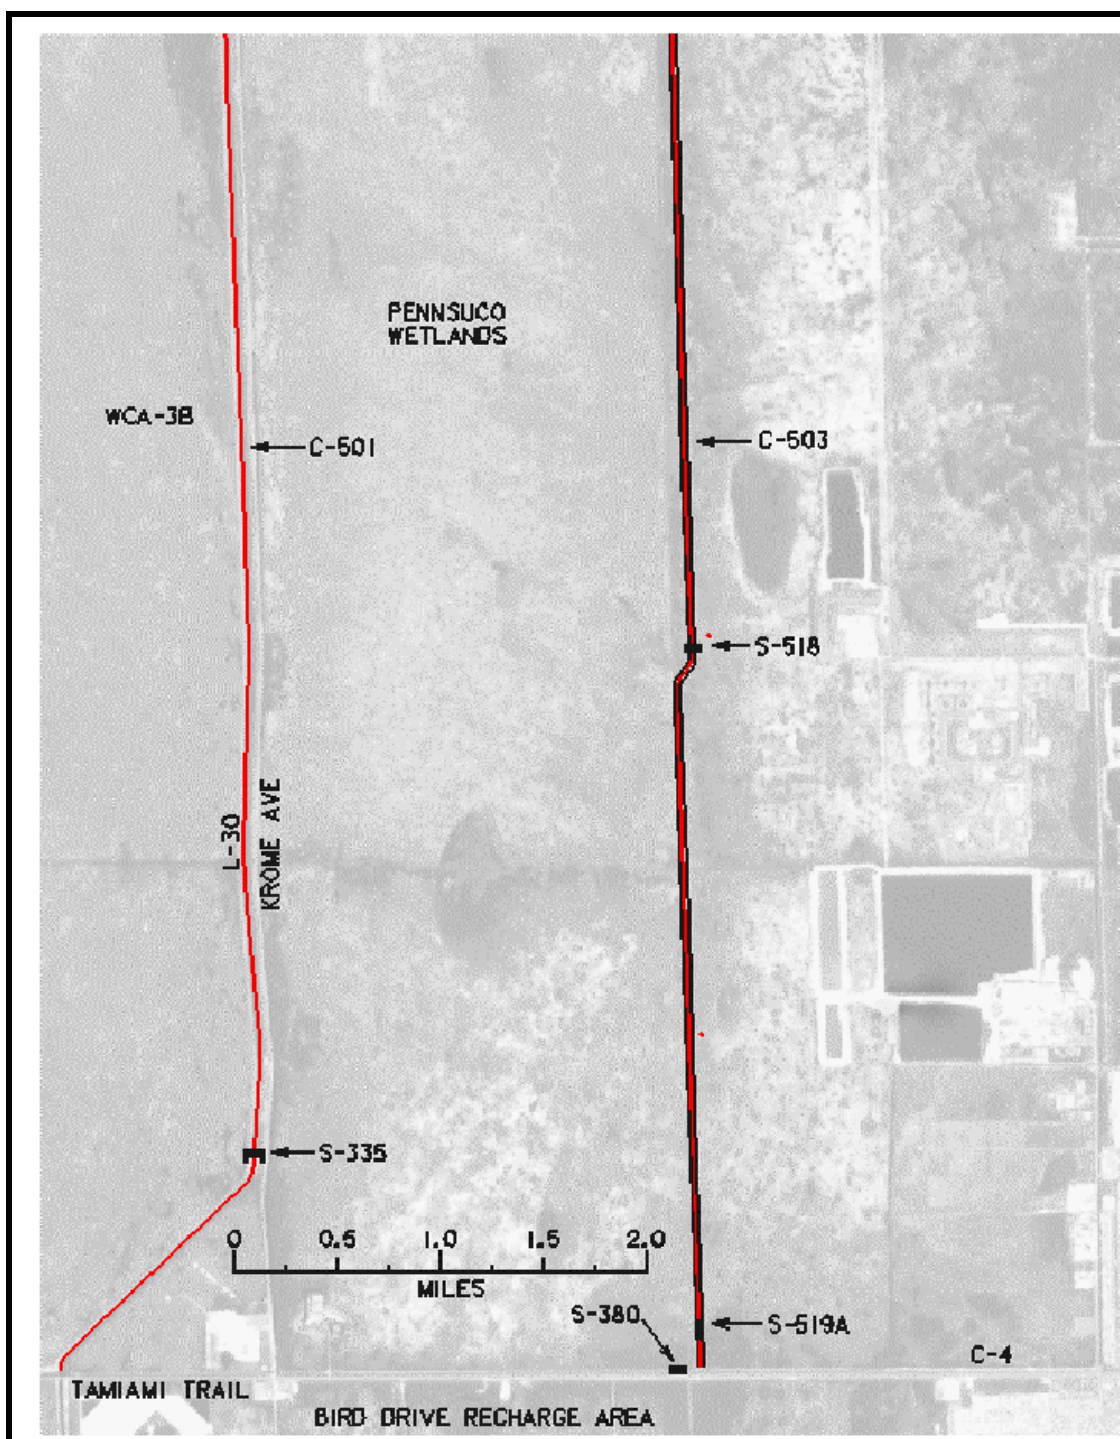 PENNSUCO
WETLANDS
WCA-3B
C-501
C-503
S-518
L-30
KROME AVE
S-335
0 0.5 1.0 1.5 2.0
MILES
S-380
S-519A
C-4
TAMIAMI TRAIL
BIRD DRIVE RECHARGE AREA